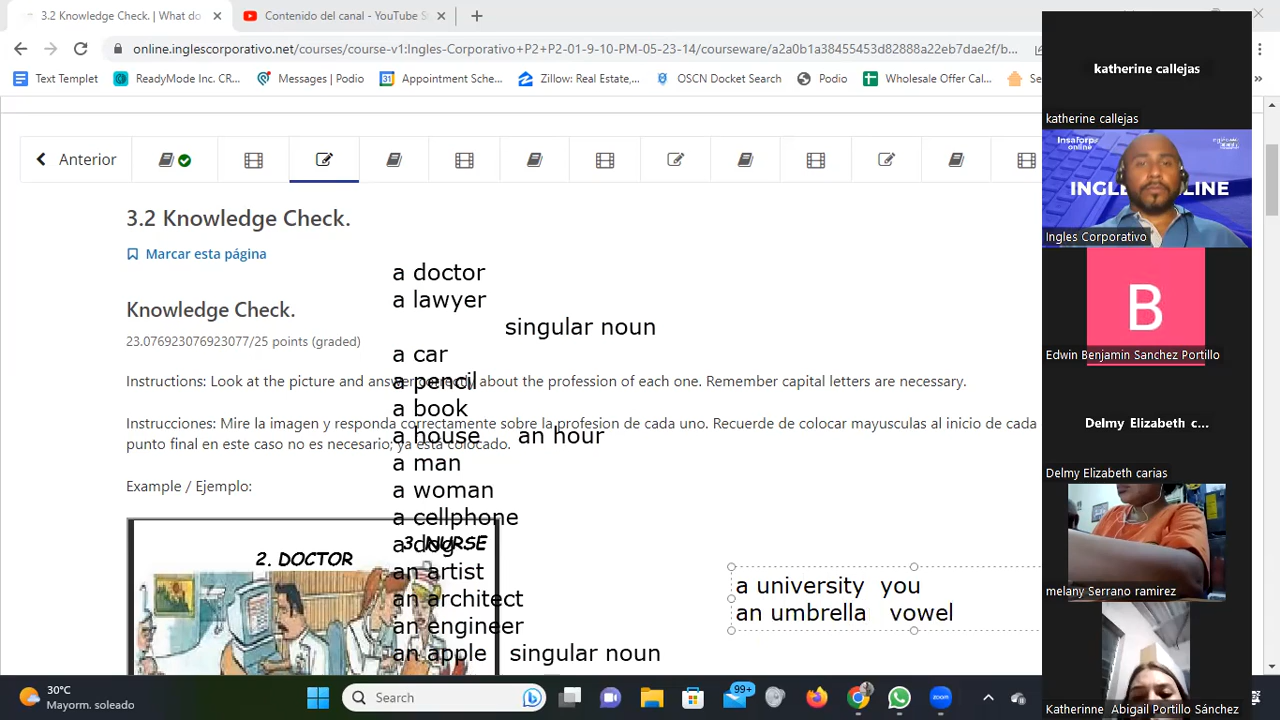 3.2 Knowledge Check. | What do
Contenido del canal - YouTube S
online.inglescorporativo.net/courses/course-v1:Ingles-Corporativo+P2+P2-01-9-10-PM-05-23-14/courseware/a2a0b1a38455453d82888a22eb7dae2f/b...
Text Templet
ReadyMode Inc. CR...
Messages | Podio
Appointment Sche...
Zillow: Real Estate,...
OSCN Docket Search
Podio
Wholesale Offer Cal...
Anterior
3.2 Knowledge Check.
Marcar esta página
Knowledge Check.
23.076923076923077/25 points (graded)
Instructions: Look at the picture and answer correctly about the profession of each one. Remember capital letters are necessary.
Instrucciones: Mire la imagen y responda correctamente sobre la profesion de cada uno. Recuerde de colocar mayusculas al inicio de cada
punto final en este caso no es necesario; ya esta colocado.
Example / Ejemplo:
2. DOCTOR
3. NURSE
a doctor
a lawyer
singular noun
a car
a pencil
a book
a house an hour
a man
a woman
a cellphone
a dog
an artist
an architect
an engineer
an apple singular noun
a university you
an umbrella vowel
katherine callejas
katherine callejas
Insaforp
online
INGLE LINE
Ingles Corporativo
B
Edwin Benjamin Sanchez Portillo
Delmy Elizabeth c...
Delmy Elizabeth carias
melany Serrano ramirez
Katherinne Abigail Portillo Sánchez
30°C
Mayorm. soleado
Search
99+
zoom